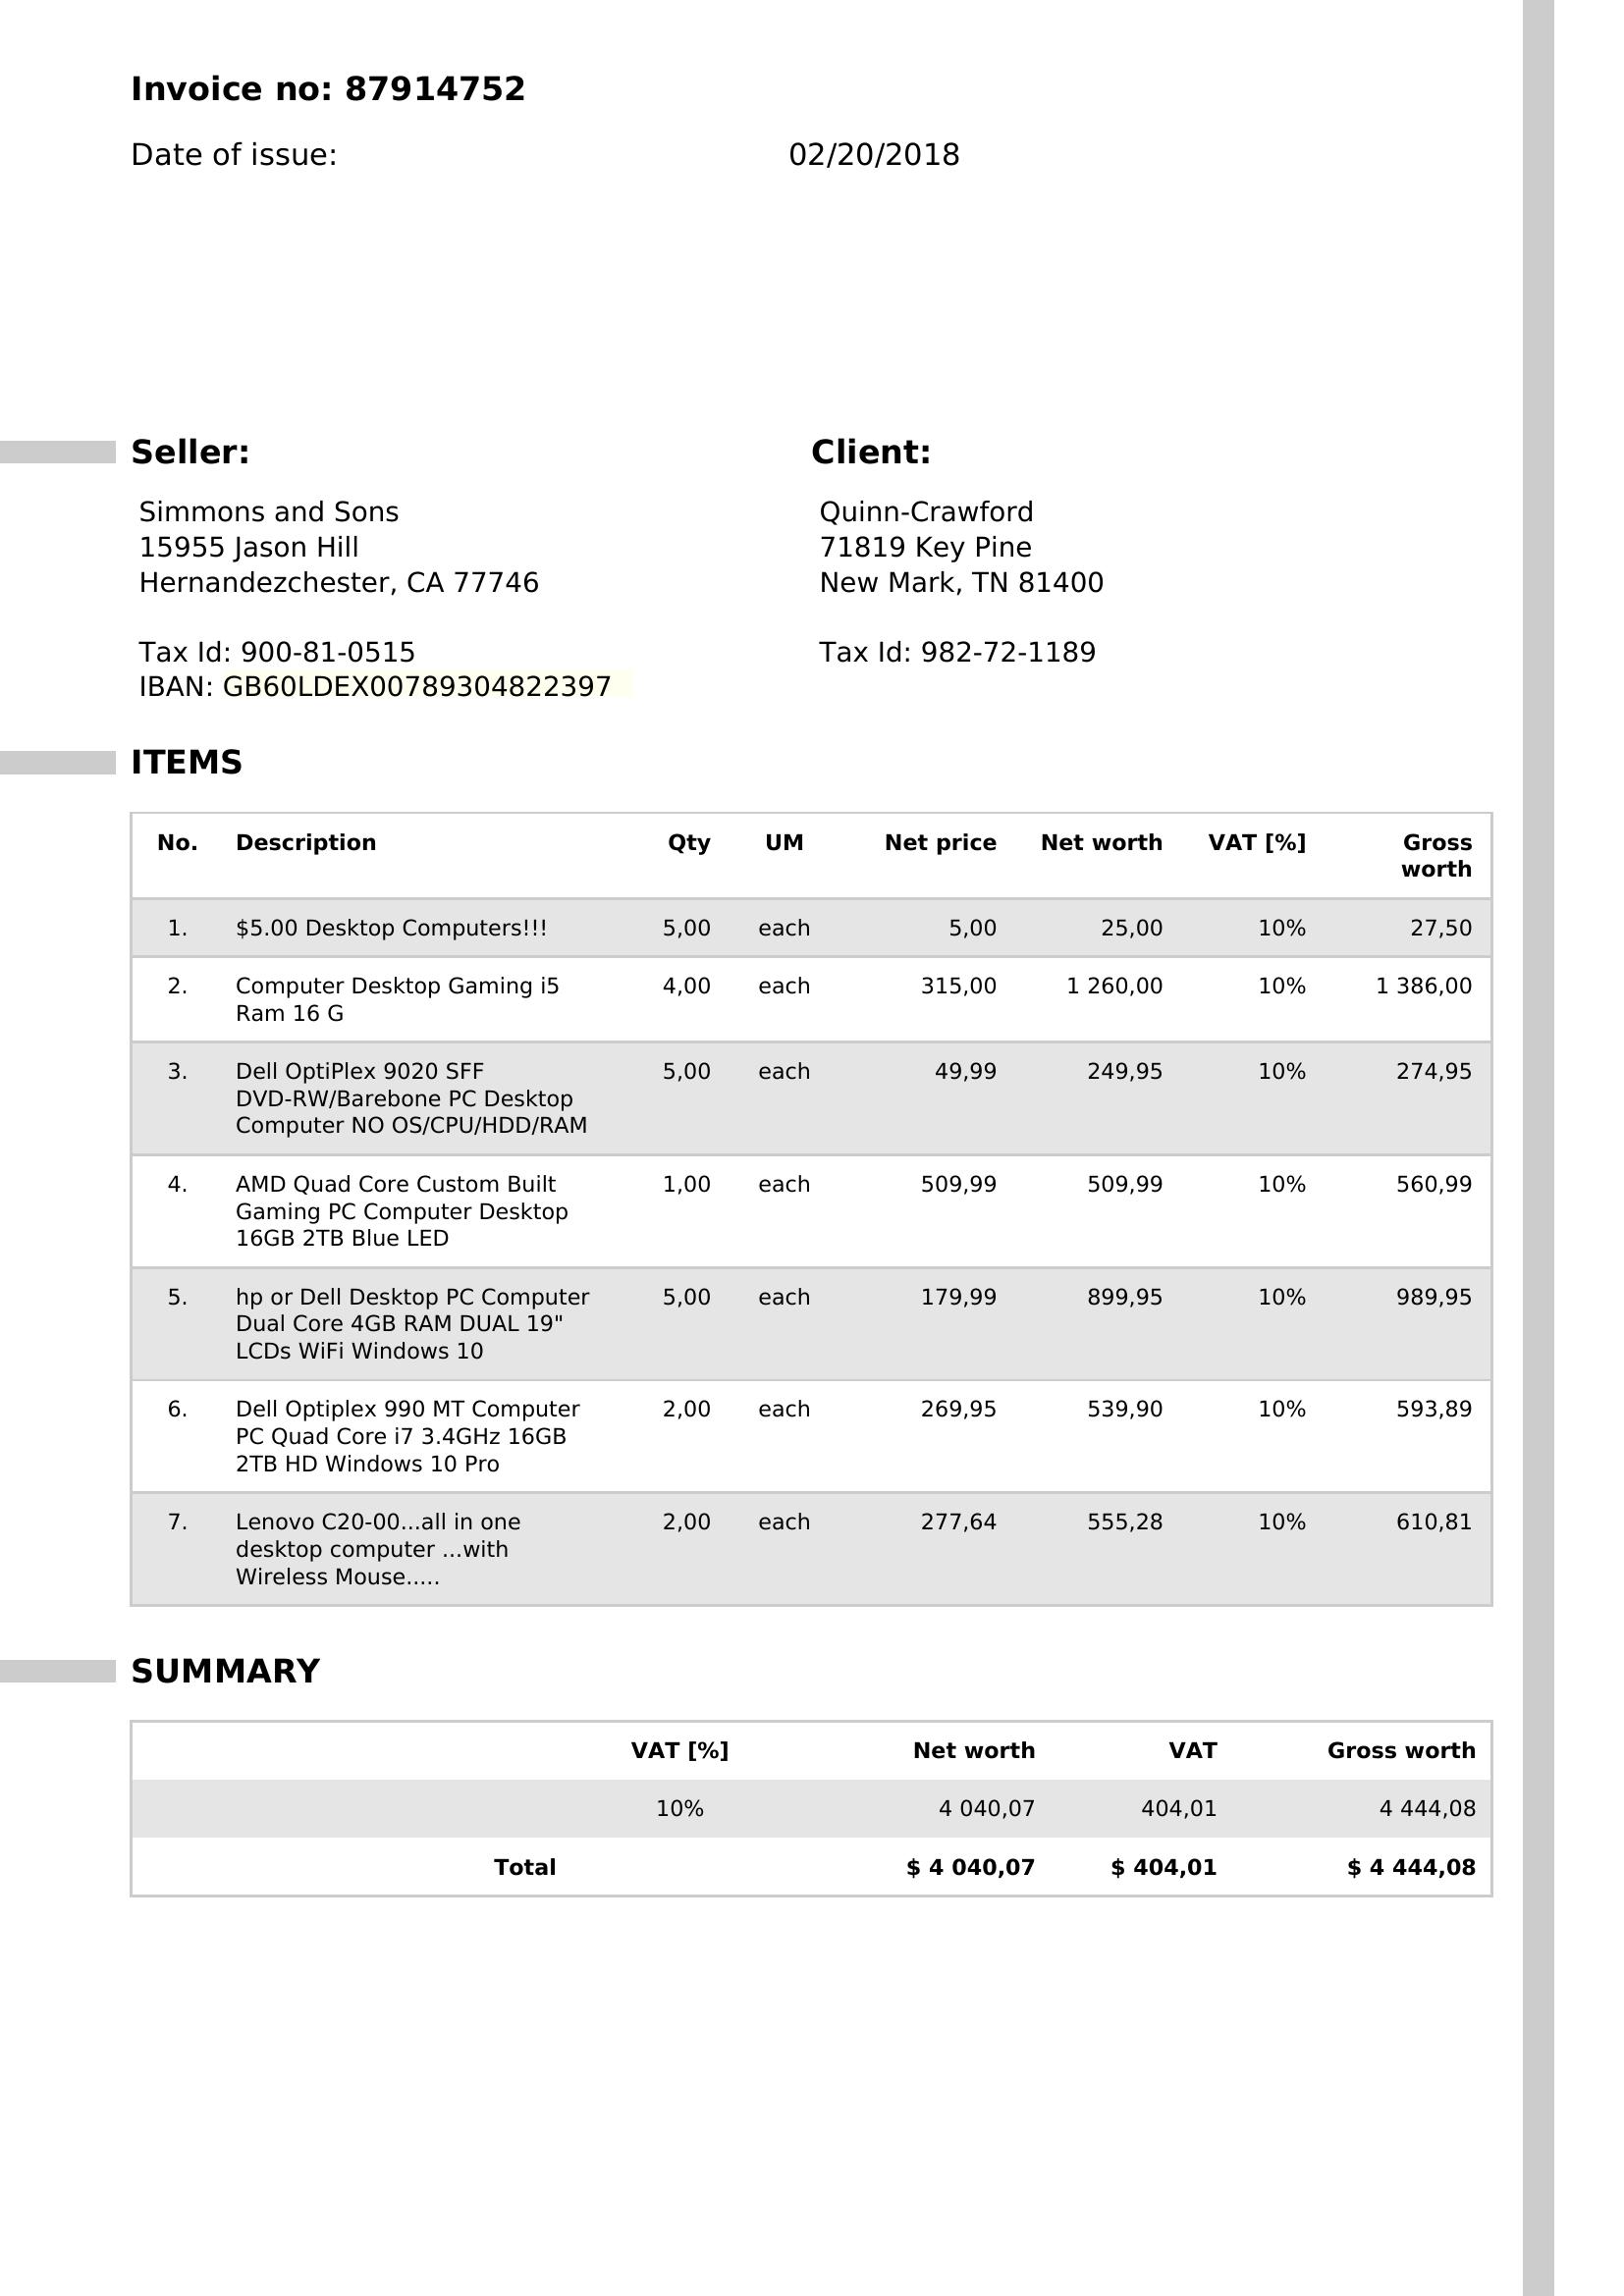 Invoice no: 87914752
Date of issue: 02/20/2018
Seller: Client:
Simmons and Sons Quinn-Crawford
15955 Jason Hill 71819 Key Pine
Hernandezchester, CA 77746 New Mark, TN 81400
Tax Id: 900-81-0515 Tax Id: 982-72-1189
IBAN: GB60LDEX00789304822397
ITEMS
No. Description Qty UM Net price Net worth VAT [%] Gross
worth
1. $5.00 Desktop Computers!!! 5,00 each 5,00 25,00 10% 27,50
2. Computer Desktop Gaming i5 4,00 each 315,00 1 260,00 10% 1 386,00
Ram 16 G
3. Dell OptiPlex 9020 SFF 5,00 each 49,99 249,95 10% 274,95
DVD-RW/Barebone PC Desktop
Computer NO OS/CPU/HDD/RAM
4. AMD Quad Core Custom Built 1,00 each 509,99 509,99 10% 560,99
Gaming PC Computer Desktop
16GB 2TB Blue LED
5. hp or Dell Desktop PC Computer 5,00 each 179,99 899,95 10% 989,95
Dual Core 4GB RAM DUAL 19"
LCDs WiFi Windows 10
6. Dell Optiplex 990 MT Computer 2,00 each 269,95 539,90 10% 593,89
PC Quad Core i7 3.4GHz 16GB
2TB HD Windows 10 Pro
7. Lenovo C20-00...all in one 2,00 each 277,64 555,28 10% 610,81
desktop computer ...with
Wireless Mouse.....
SUMMARY
VAT [%] Net worth VAT Gross worth
10% 4 040,07 404,01 4 444,08
Total $ 4 040,07 $ 404,01 $ 4 444,08